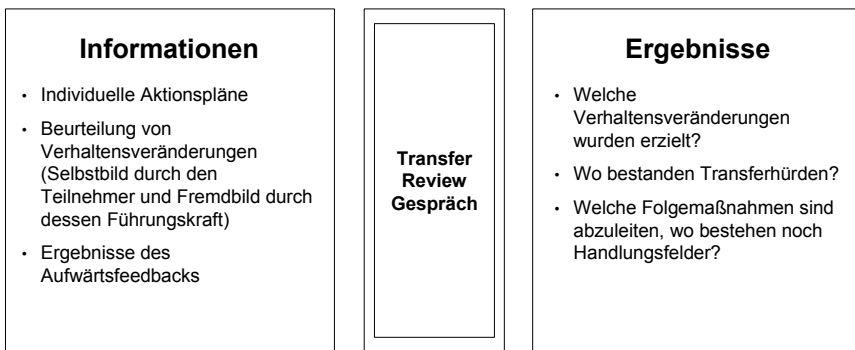 Informationen
• Individuelle Aktionspläne
• Beurteilung von
Verhaltensveränderungen
(Selbstbild durch den
Teilnehmer und Fremdbild durch
dessen Führungskraft)
• Ergebnisse des
Aufwärtsfeedbacks
Transfer
Review
Gespräch
Ergebnisse
• Welche
Verhaltensveränderungen
wurden erzielt?
• Wo bestanden Transferhürden?
• Welche Folgemaßnahmen sind
abzuleiten, wo bestehen noch
Handlungsfelder?